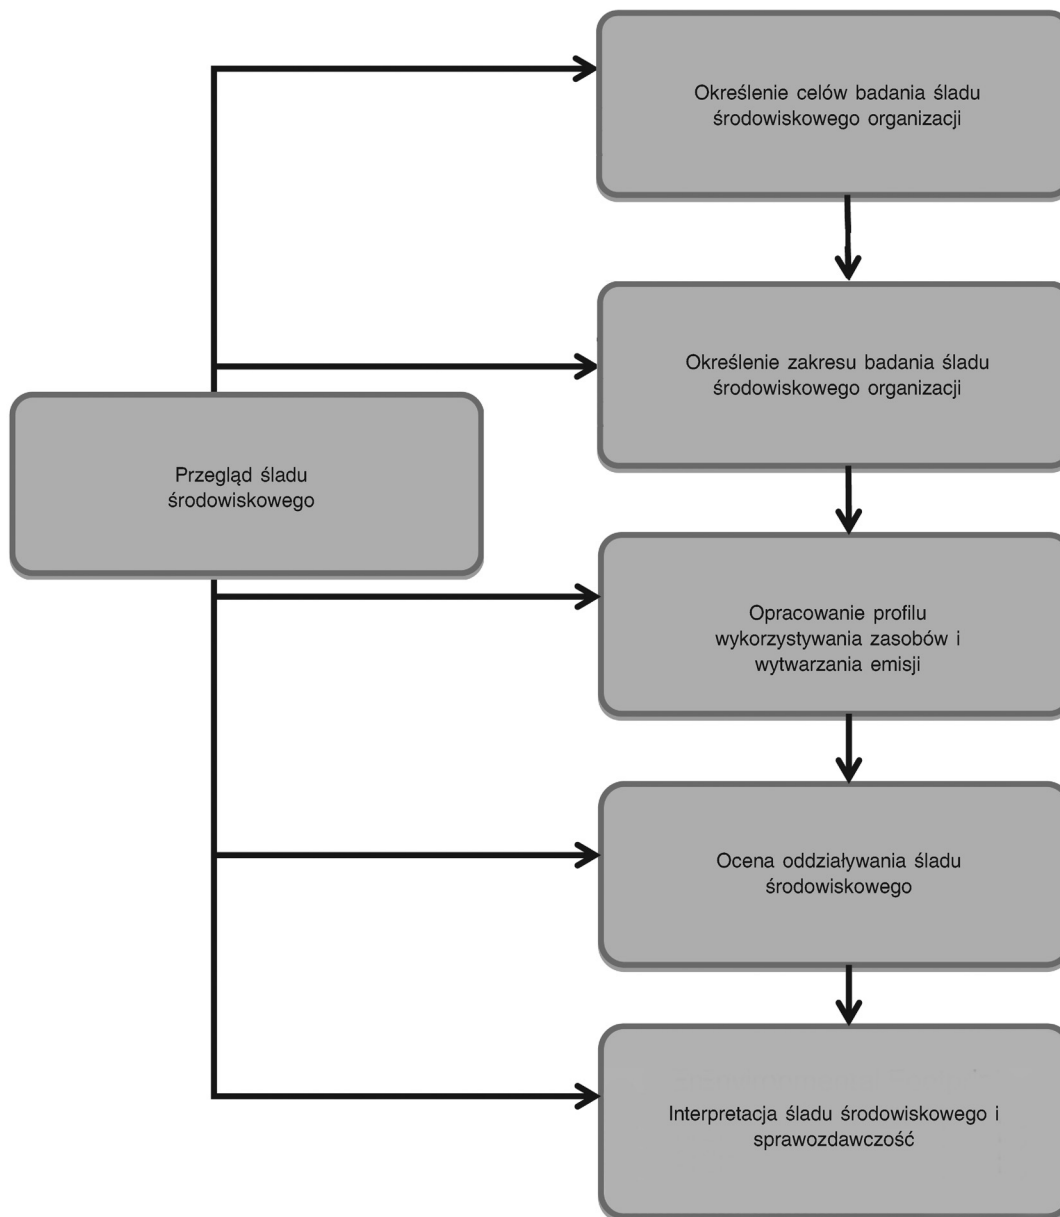 Określenie celów badania śladu
środowiskowego organizacji
Określenie zakresu badania śladu
środowiskowego organizacji
Przegląd śladu
środowiskowego
Opracowanie profilu
wykorzystywania zasobów i
wytwarzania emisji
Ocena oddziaływania śladu
środowiskowego
Interpretacja śladu środowiskowego i
sprawozdawczość